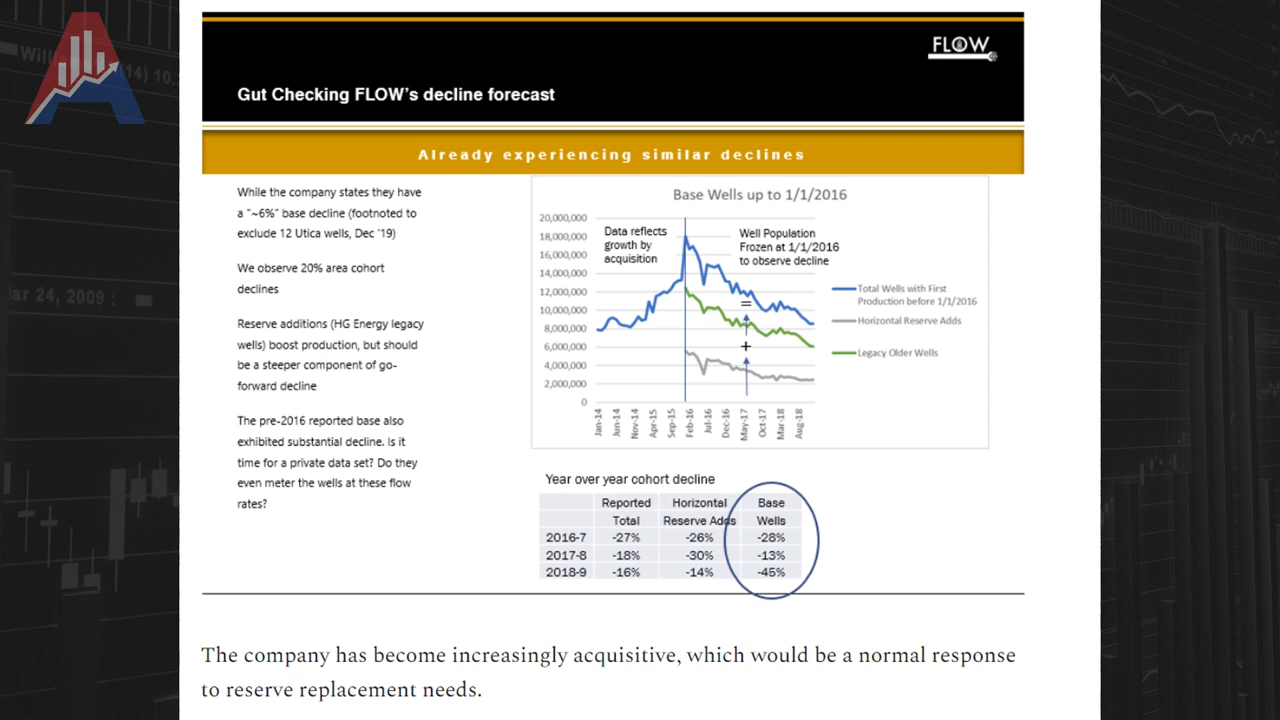 FLOW
Gut Checking FLOW's decline forecast
Already experiencing similar declines
While the company states they have
a "~6%" base decline (footnoted to
exclude 12 Utica wells, Dec '19)
We observe 20% area cohort
declines
Reserve additions (HG Energy legacy
wells) boost production, but should
be a steeper component of go-
forward decline
The pre-2016 reported base also
exhibited substantial decline. Is it
time for a private data set? Do they
even meter the wells at these flow
rates?
Base Wells up to 1/1/2016
20,000,000
18,000,000
16,000,000
14,000,000
12,000,000
10,000,000
8,000,000
6,000,000
4,000,000
2,000,000
0
Data reflects
growth by
acquisition
Well Population
Frozen at 1/1/2016
to observe decline
=
+
Jan-14 Jun-14 Nov-14 Apr-15 Sep-15 Feb-16 Jul-16 Dec-16 May-17 Oct-17 Mar-18 Aug-18
Total Wells with First
Production before 1/1/2016
Horizontal Reserve Adds
Legacy Older Wells
Year over year cohort decline
Reported Horizontal Base
Total Reserve Adds Wells
2016-7 -27% -26% -28%
2017-8 -18% -30% -13%
2018-9 -16% -14% -45%
The company has become increasingly acquisitive, which would be a normal response
to reserve replacement needs.
ar 24, 2009 :